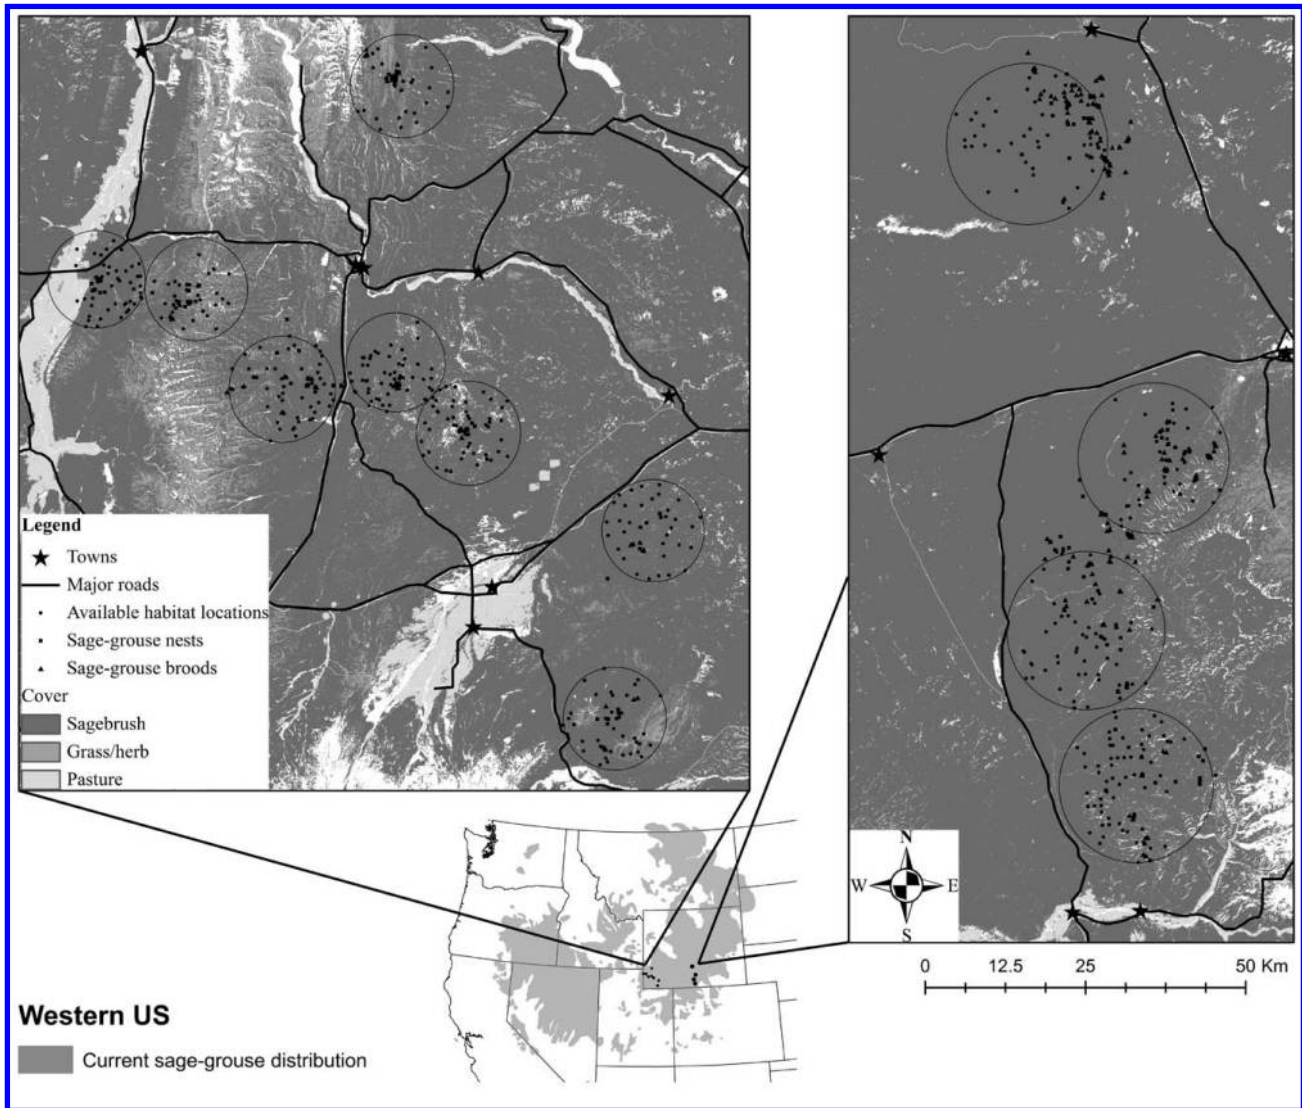 Legend
Towns
Major roads
Available habitat locations
Sage-grouse nests
Sage-grouse broods
Cover
Sagebrush
Grass/herb
Pasture
N
W E
S
0 12.5 25 50 Km
Western US
Current sage-grouse distribution